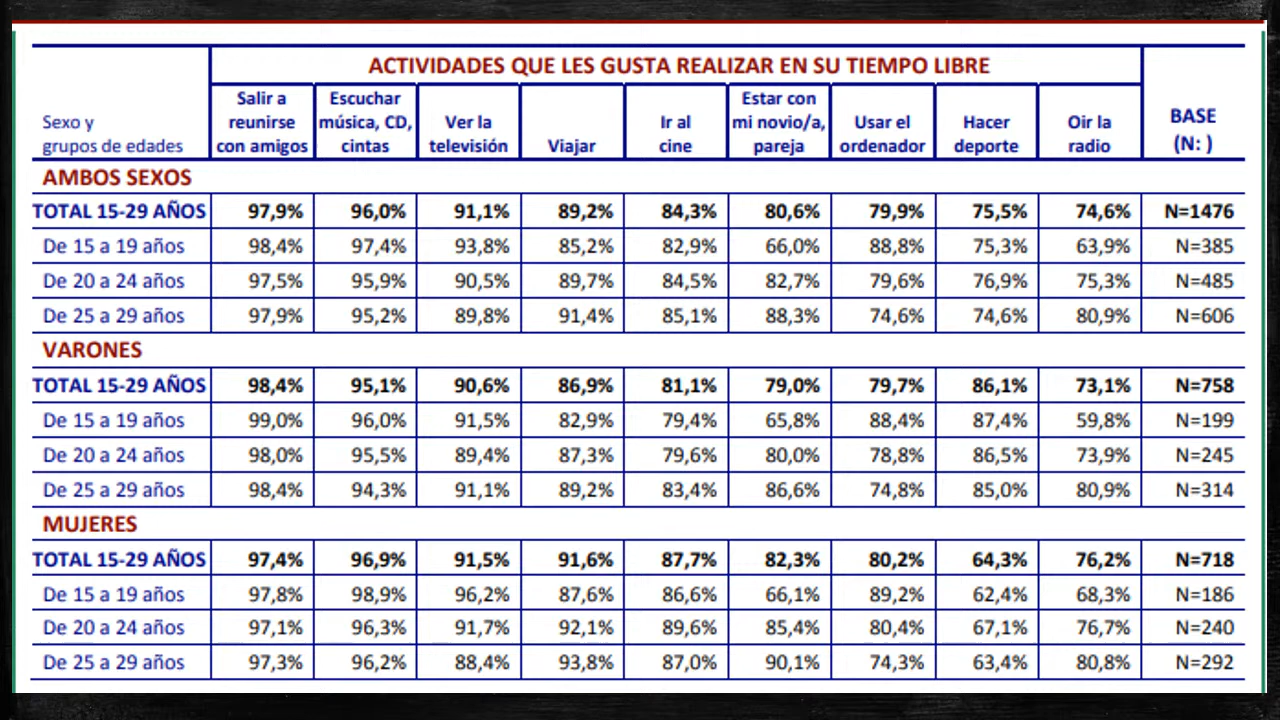 ACTIVIDADES QUE LES GUSTA REALIZAR EN SU TIEMPO LIBRE
Sexo y grupos de edades | Salir a reunirse con amigos | Escuchar música, CD, cintas | Ver la televisión | Viajar | Ir al cine | Estar con mi novio/a, pareja | Usar el ordenador | Hacer deporte | Oir la radio | BASE (N: )
AMBOS SEXOS
TOTAL 15-29 AÑOS 97,9% 96,0% 91,1% 89,2% 84,3% 80,6% 79,9% 75,5% 74,6% N=1476
De 15 a 19 años 98,4% 97,4% 93,8% 85,2% 82,9% 66,0% 88,8% 75,3% 63,9% N=385
De 20 a 24 años 97,5% 95,9% 90,5% 89,7% 84,5% 82,7% 79,6% 76,9% 75,3% N=485
De 25 a 29 años 97,9% 95,2% 89,8% 91,4% 85,1% 88,3% 74,6% 74,6% 80,9% N=606
VARONES
TOTAL 15-29 AÑOS 98,4% 95,1% 90,6% 86,9% 81,1% 79,0% 79,7% 86,1% 73,1% N=758
De 15 a 19 años 99,0% 96,0% 91,5% 82,9% 79,4% 65,8% 88,4% 87,4% 59,8% N=199
De 20 a 24 años 98,0% 95,5% 89,4% 87,3% 79,6% 80,0% 78,8% 86,5% 73,9% N=245
De 25 a 29 años 98,4% 94,3% 91,1% 89,2% 83,4% 86,6% 74,8% 85,0% 80,9% N=314
MUJERES
TOTAL 15-29 AÑOS 97,4% 96,9% 91,5% 91,6% 87,7% 82,3% 80,2% 64,3% 76,2% N=718
De 15 a 19 años 97,8% 98,9% 96,2% 87,6% 86,6% 66,1% 89,2% 62,4% 68,3% N=186
De 20 a 24 años 97,1% 96,3% 91,7% 92,1% 89,6% 85,4% 80,4% 67,1% 76,7% N=240
De 25 a 29 años 97,3% 96,2% 88,4% 93,8% 87,0% 90,1% 74,3% 63,4% 80,8% N=292